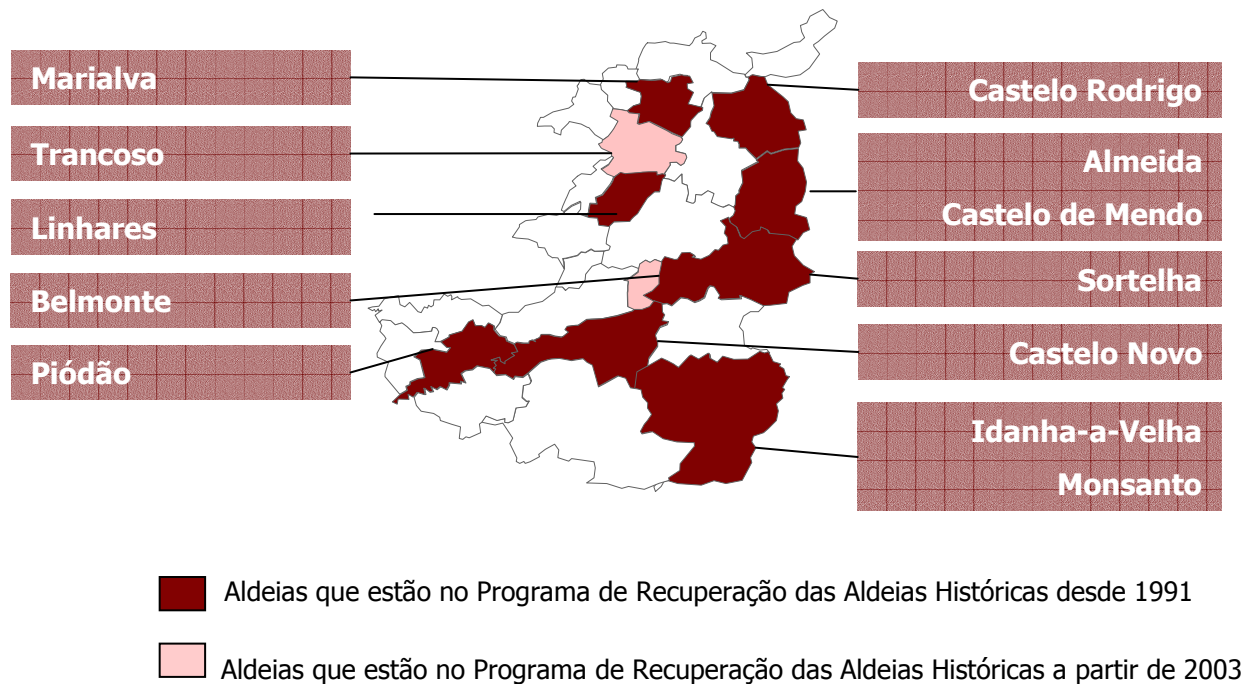 Marialva
Trancoso
Linhares
Belmonte
Piódão
Castelo Rodrigo
Almeida
Castelo de Mendo
Sortelha
Castelo Novo
Idanha-a-Velha
Monsanto
Aldeias que estão no Programa de Recuperação das Aldeias Históricas desde 1991
Aldeias que estão no Programa de Recuperação das Aldeias Históricas a partir de 2003